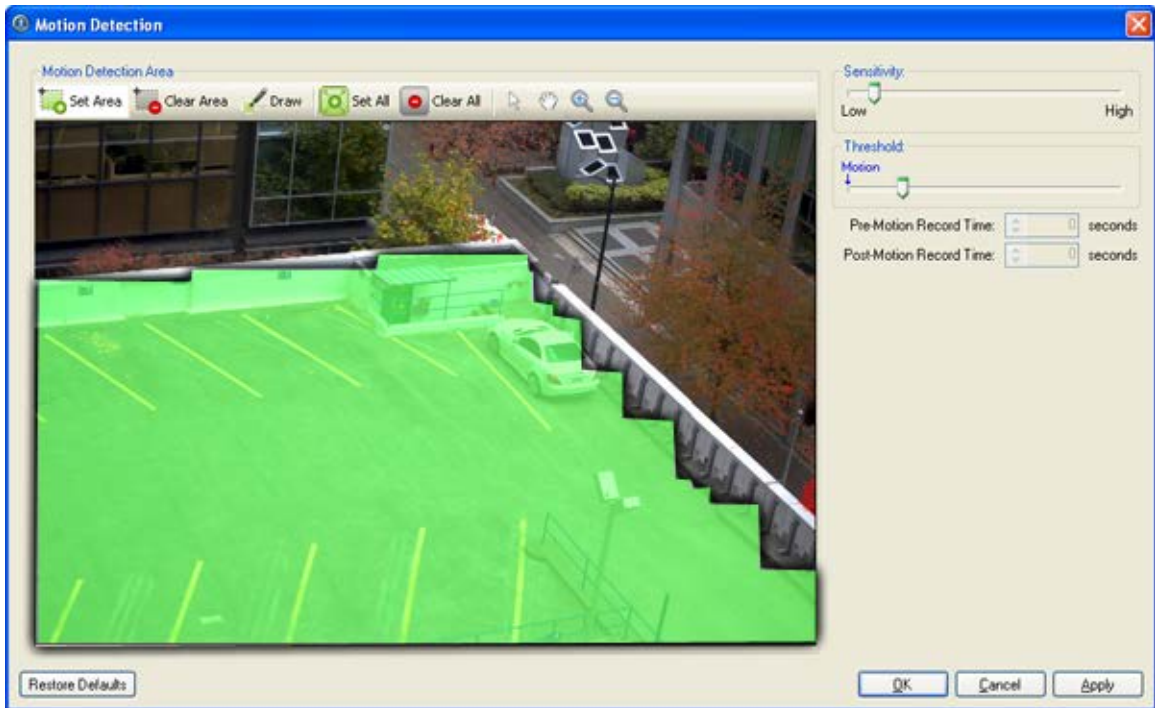 Motion Detection
Motion Detection Area
Set Area Clear Area Draw Set All Clear All
Sensitivity:
Low High
Threshold:
Motion
Pre-Motion Record Time: 0 seconds
Post-Motion Record Time: 0 seconds
Restore Defaults
OK Cancel Apply